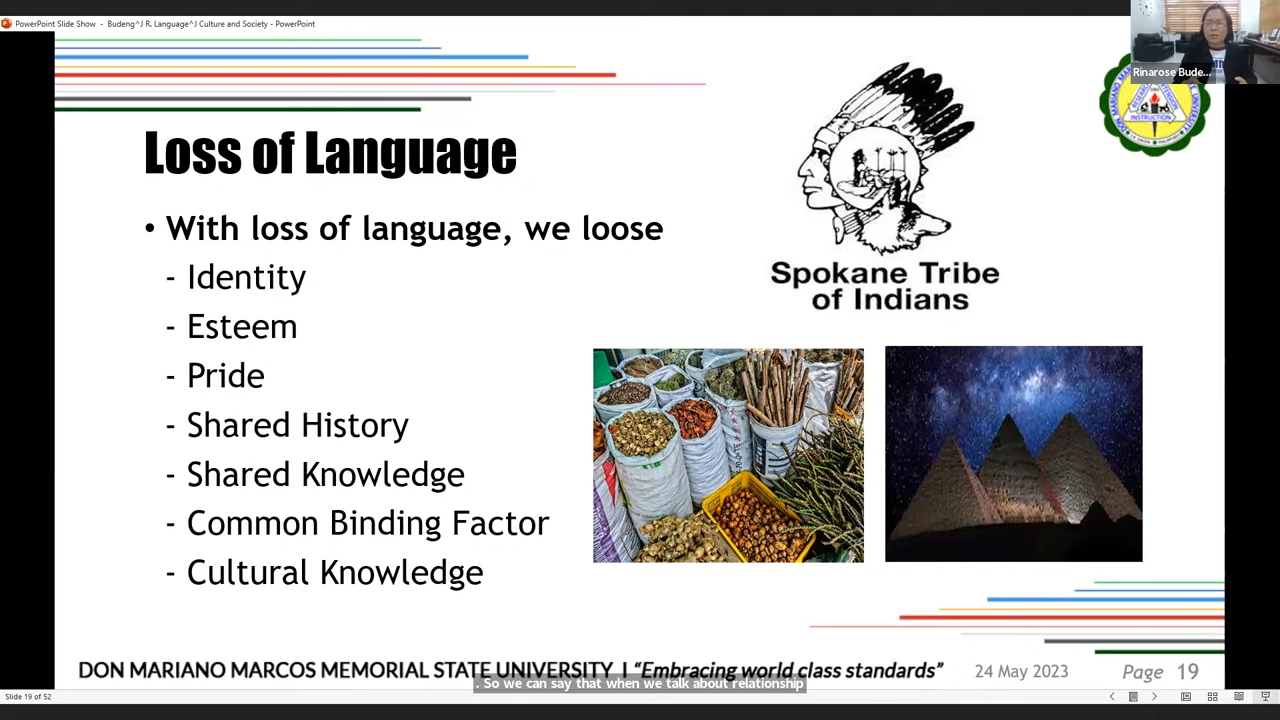 PowerPoint Slide Show - Budeng^J R. Language^J Culture and Society - PowerPoint
Rinarose Bude...
INSTRUCTION
Loss of Language
• With loss of language, we loose
- Identity
- Esteem
- Pride
- Shared History
- Shared Knowledge
- Common Binding Factor
- Cultural Knowledge
Spokane Tribe
of Indians
DON MARIANO MARCOS MEMORIAL STATE UNIVERSITY | “Embracing world class standards”
24 May 2023
Page 19
. So we can say that when we talk about relationship
Slide 19 of 52